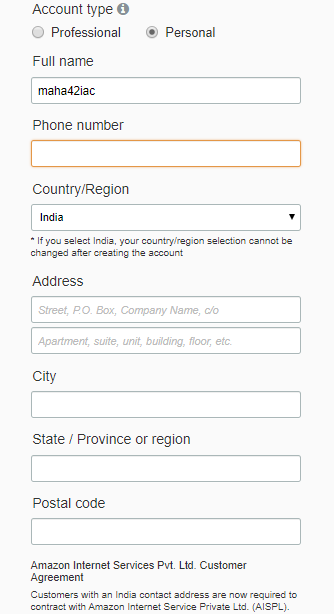 Account type
Professional Personal
Full name
maha42iac
Phone number
Country/Region
India
* If you select India, your country/region selection cannot be
changed after creating the account
Address
Street, P.O. Box, Company Name, c/o
Apartment, suite, unit, building, floor, etc.
City
State / Province or region
Postal code
Amazon Internet Services Pvt. Ltd. Customer
Agreement
Customers with an India contact address are now required to
contract with Amazon Internet Service Private Ltd. (AISPL).